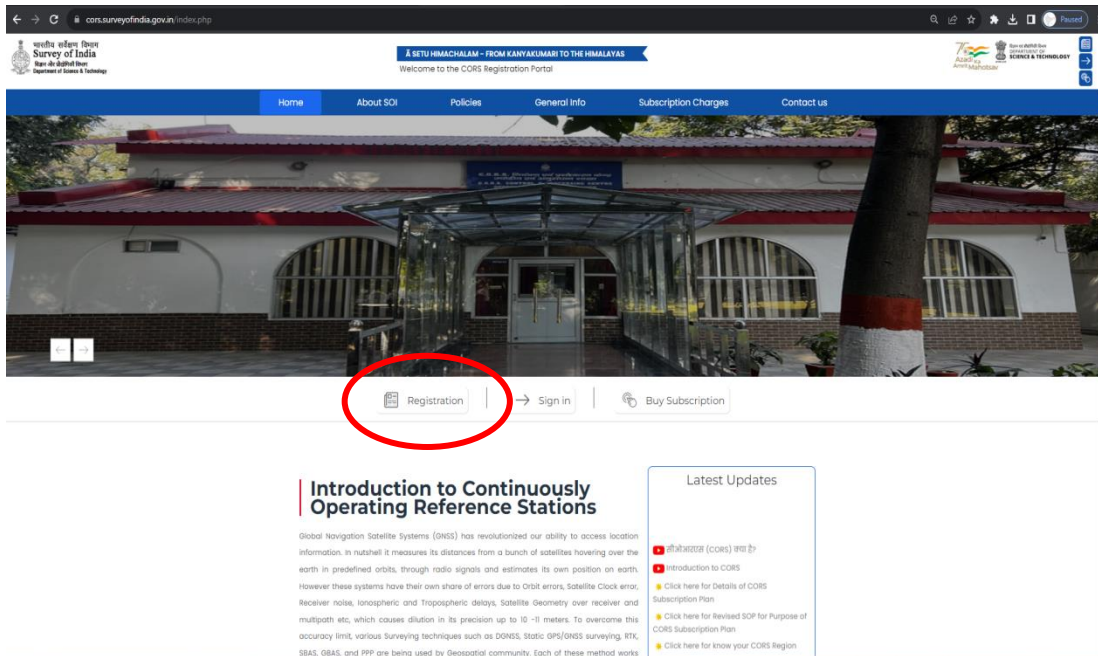 cors.surveyofindia.gov.in/index.php
Paused
भारतीय सर्वेक्षण विभाग
Survey of India
विज्ञान और प्रौद्योगिकी विभाग
Department of Science & Technology
Ā SETU HIMACHALAM - FROM KANYAKUMARI TO THE HIMALAYAS
Welcome to the CORS Registration Portal
Azadi Ka
Amrit Mahotsav
DEPARTMENT OF
SCIENCE & TECHNOLOGY
Home About SOI Policies General Info Subscription Charges Contact us
Registration Sign in Buy Subscription
Introduction to Continuously
Operating Reference Stations
Global Navigation Satellite Systems (GNSS) has revolutionized our ability to access location
information. In nutshell it measures its distances from a bunch of satellites hovering over the
earth in predefined orbits, through radio signals and estimates its own position on earth.
However these systems have their own share of errors due to Orbit errors, Satellite Clock error,
Receiver noise, Ionospheric and Tropospheric delays, Satellite Geometry over receiver and
multipath etc, which causes dilution in its precision up to 10 -11 meters. To overcome this
accuracy limit, various Surveying techniques such as DGNSS, Static GPS/GNSS surveying, RTK,
SBAS, GBAS, and PPP are being used by Geospatial community. Each of these method works
Latest Updates
सीओआरएस (CORS) क्या है?
Introduction to CORS
Click here for Details of CORS
Subscription Plan
Click here for Revised SOP for Purpose of
CORS Subscription Plan
Click here for know your CORS Region